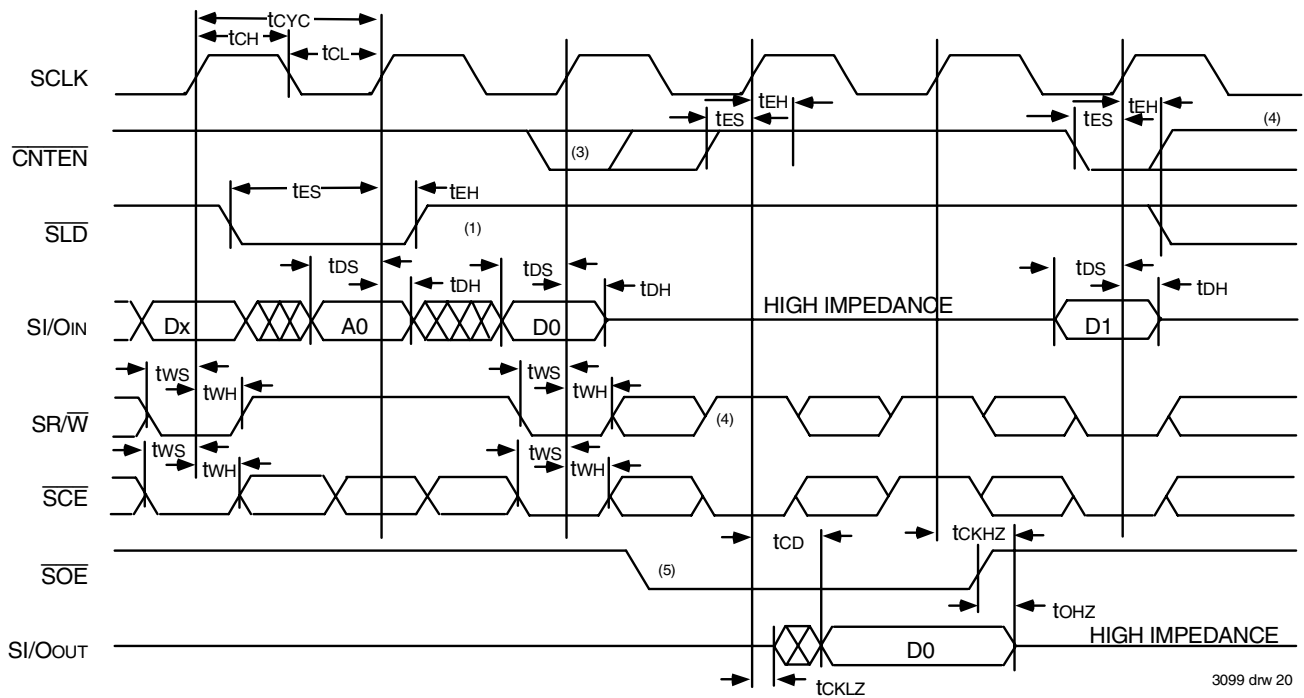 tCYC
tCH
tCL
SCLK
tEH
tES
tEH
tES
(4)
CNTEN
(3)
tES
tEH
SLD
(1)
tDS
tDH
tDS
tDH
tDS
tDH
HIGH IMPEDANCE
SI/OIN
Dx
A0
D0
D1
tWS
tWH
tWS
tWH
SR/W
(4)
tWS
tWH
tWS
tWH
SCE
tCD
tCKHZ
SOE
(5)
tOHZ
SI/OOUT
D0
HIGH IMPEDANCE
tCKLZ
3099 drw 20